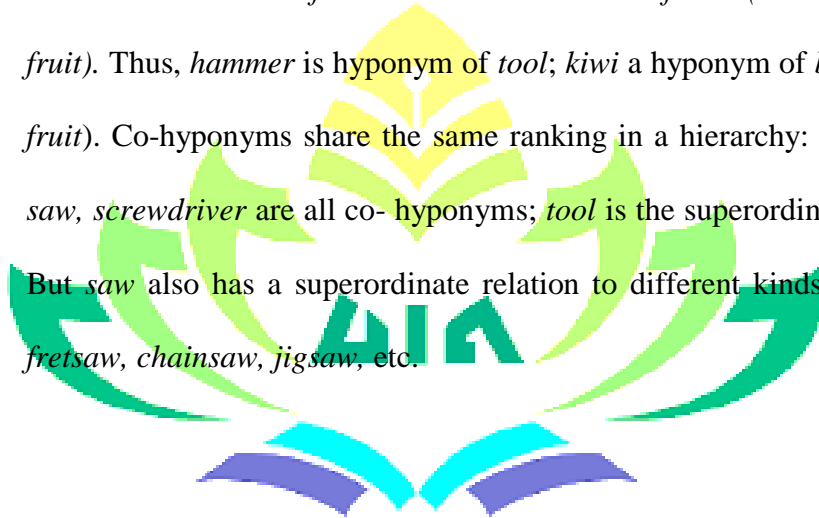 fruit). Thus, hammer is hyponym of tool; kiwi a hyponym of
fruit). Co-hyponyms share the same ranking in a hierarchy:
saw, screwdriver are all co- hyponyms; tool is the
But saw also has a superordinate relation to different kinds
fretsaw, chainsaw, jigsaw, etc.